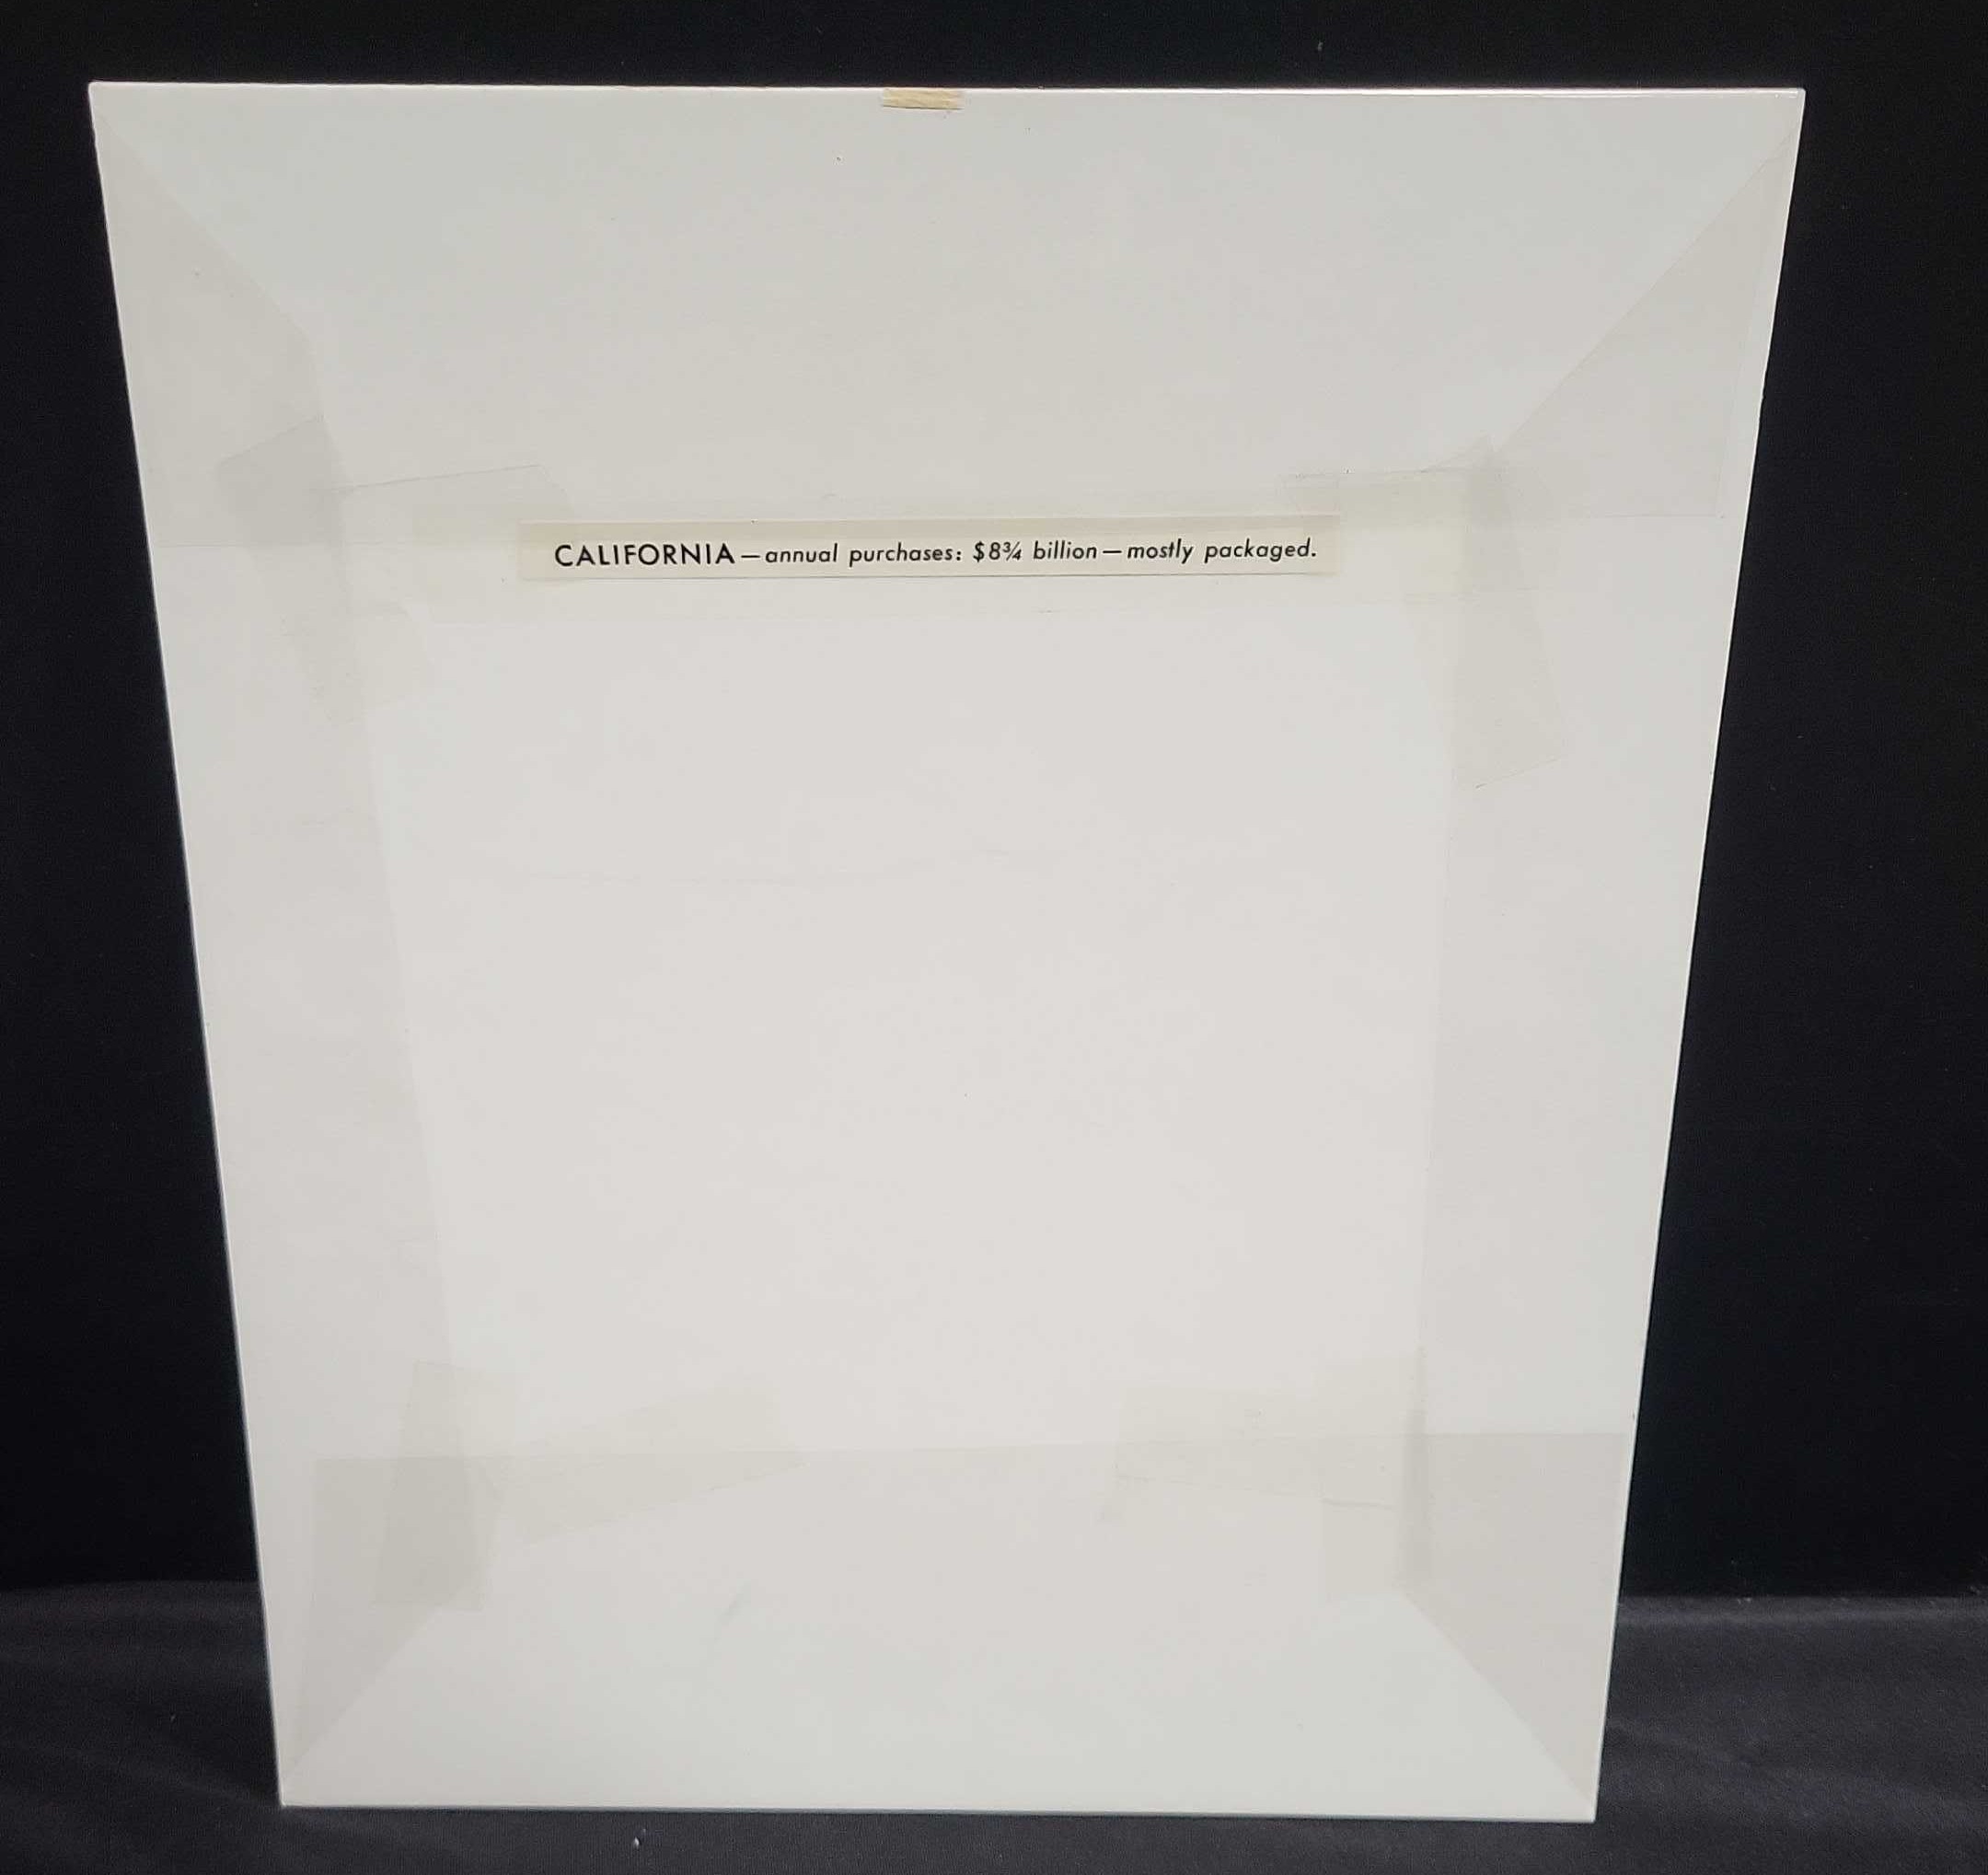 CALIFORNIA—annual purchases: $8¾ billion—mostly packaged.